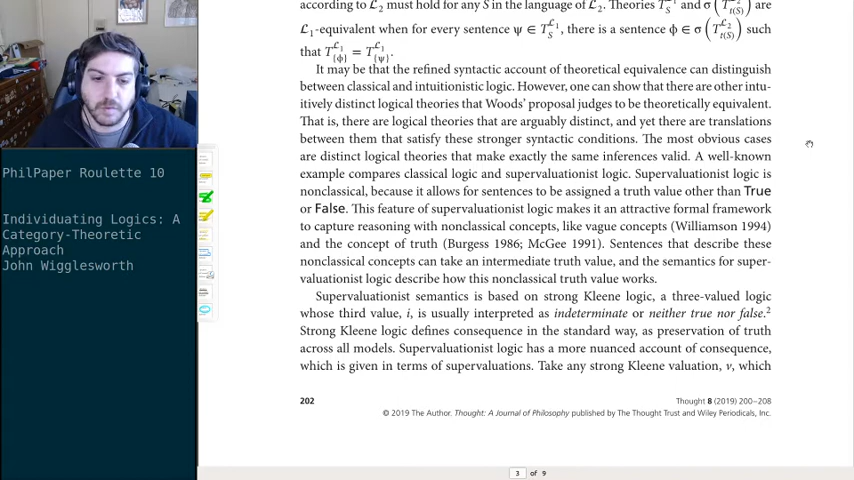 according to ℒ₂ must hold for any S in the language of ℒ₂. Theories T_S^ℒ₁ and σ(T_t(S)^ℒ₂) are
ℒ₁-equivalent when for every sentence ψ ∈ T_S^ℒ₁, there is a sentence ϕ ∈ σ(T_t(S)^ℒ₂) such
that T_{ϕ}^ℒ₁ = T_{ψ}^ℒ₁.
It may be that the refined syntactic account of theoretical equivalence can distinguish
between classical and intuitionistic logic. However, one can show that there are other intu-
itively distinct logical theories that Woods' proposal judges to be theoretically equivalent.
That is, there are logical theories that are arguably distinct, and yet there are translations
between them that satisfy these stronger syntactic conditions. The most obvious cases
are distinct logical theories that make exactly the same inferences valid. A well-known
example compares classical logic and supervaluationist logic. Supervaluationist logic is
nonclassical, because it allows for sentences to be assigned a truth value other than True
or False. This feature of supervaluationist logic makes it an attractive formal framework
to capture reasoning with nonclassical concepts, like vague concepts (Williamson 1994)
and the concept of truth (Burgess 1986; McGee 1991). Sentences that describe these
nonclassical concepts can take an intermediate truth value, and the semantics for super-
valuationist logic describe how this nonclassical truth value works.
Supervaluationist semantics is based on strong Kleene logic, a three-valued logic
whose third value, i, is usually interpreted as indeterminate or neither true nor false.²
Strong Kleene logic defines consequence in the standard way, as preservation of truth
across all models. Supervaluationist logic has a more nuanced account of consequence,
which is given in terms of supervaluations. Take any strong Kleene valuation, v, which
202
Thought 8 (2019) 200–208
© 2019 The Author. Thought: A Journal of Philosophy published by The Thought Trust and Wiley Periodicals, Inc.
3 of 9
PhilPaper Roulette 10
Individuating Logics: A
Category-Theoretic
Approach
John Wigglesworth